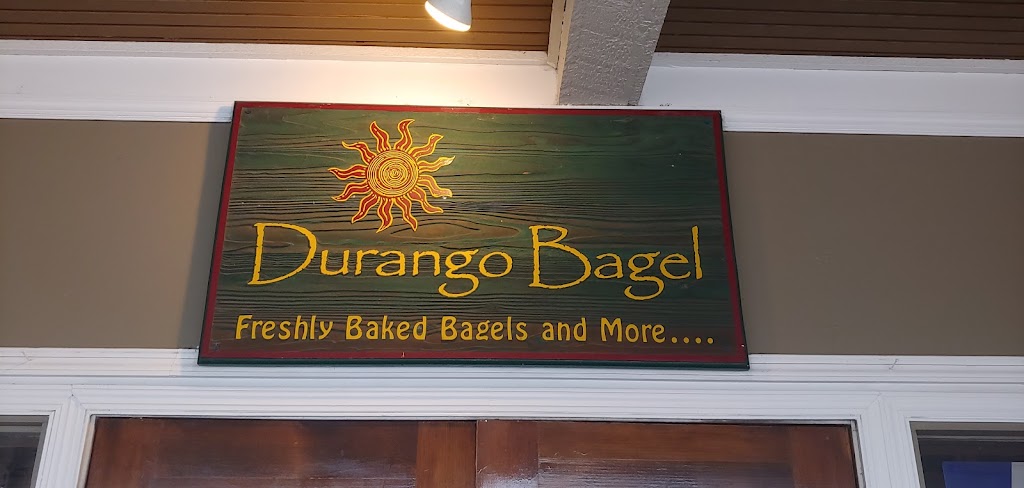 Durango Bagel
Freshly Baked Bagels and More....